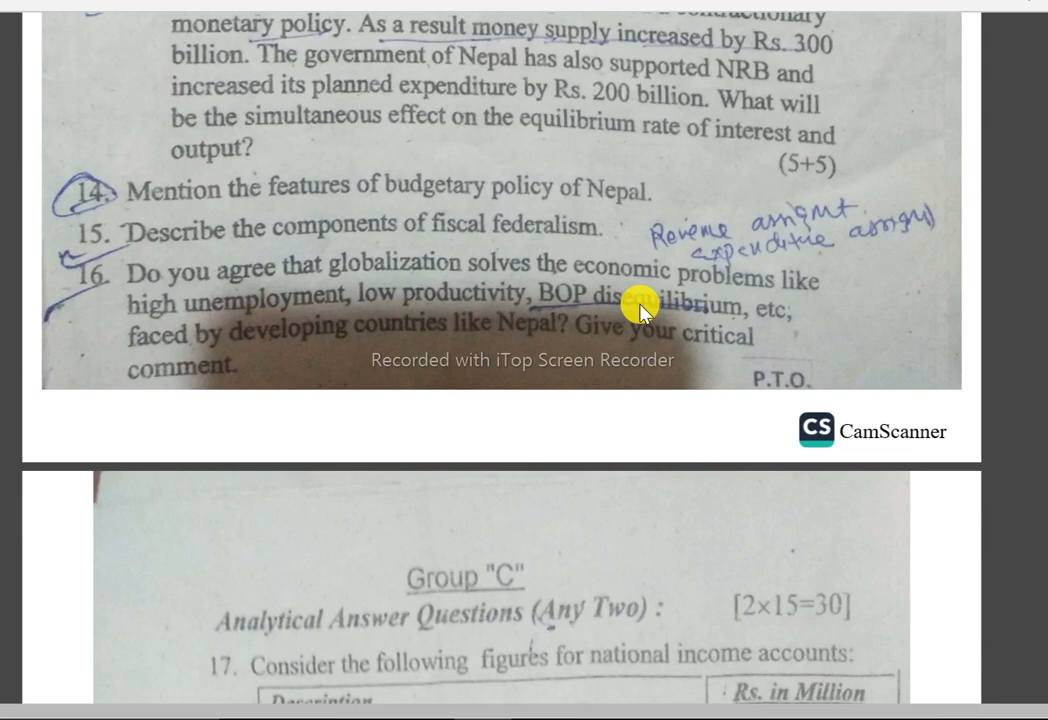 monetary policy. As a result money supply increased by Rs. 300
billion. The government of Nepal has also supported NRB and
increased its planned expenditure by Rs. 200 billion. What will
be the simultaneous effect on the equilibrium rate of interest and
output?
(5+5)
14. Mention the features of budgetary policy of Nepal.
15. Describe the components of fiscal federalism.
expenditure
16. Do you agree that globalization solves the economic problems like
high unemployment, low productivity, BOP disequilibrium, etc;
faced by developing countries like Nepal? Give your critical
comment.
Recorded with iTop Screen Recorder
P.T.O.
CS CamScanner
Group "C"
Analytical Answer Questions (Any Two) : [2×15=30]
17. Consider the following figures for national income accounts:
Description Rs. in Million